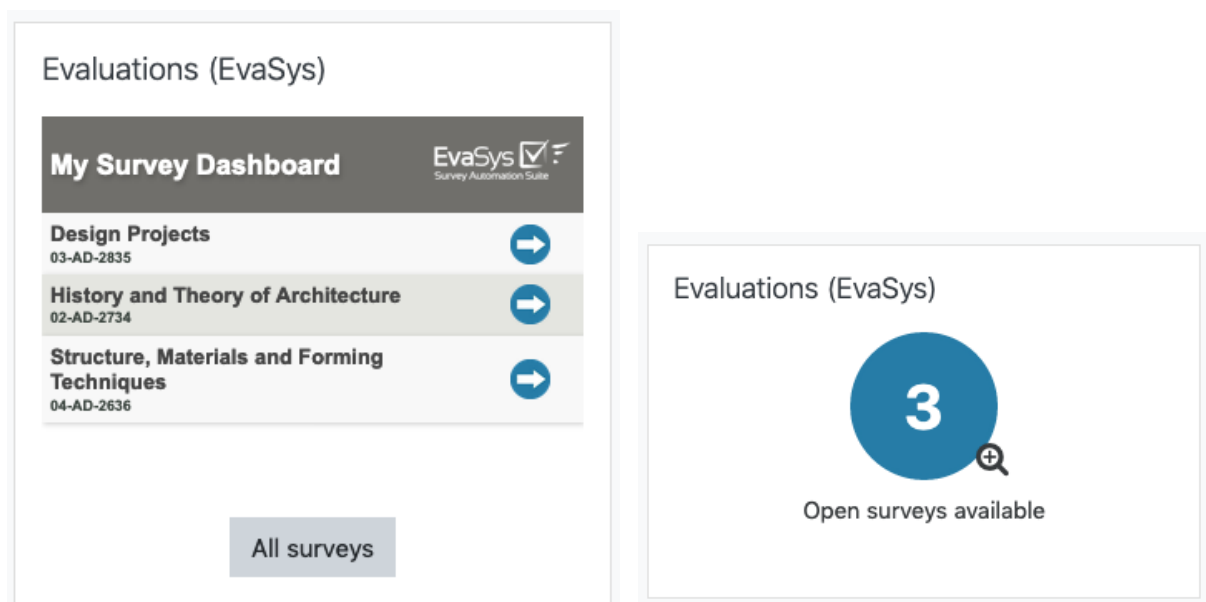 Evaluations (EvaSys)
My Survey Dashboard
EvaSys
Survey Automation Suite
Design Projects
03-AD-2835
History and Theory of Architecture
02-AD-2734
Structure, Materials and Forming
Techniques
04-AD-2636
All surveys
Evaluations (EvaSys)
3
Open surveys available